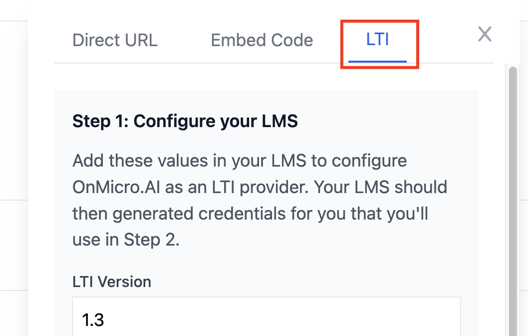 Direct URL
Embed Code
LTI
Step 1: Configure your LMS
Add these values in your LMS to configure
OnMicro.AI as an LTI provider. Your LMS should
then generated credentials for you that you'll
use in Step 2.
LTI Version
1.3